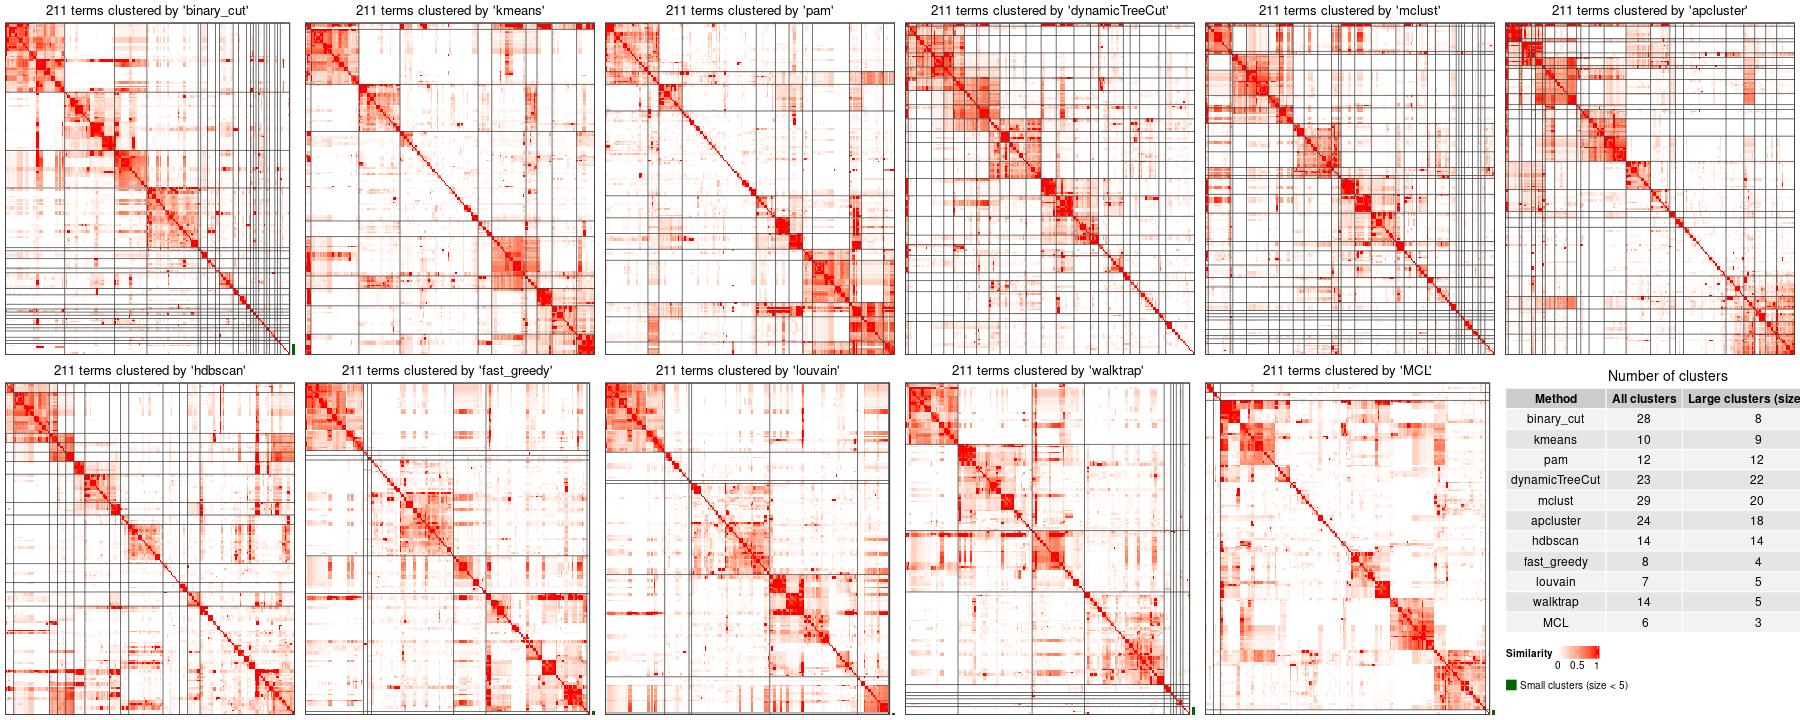 211 terms clustered by 'binary_cut'
211 terms clustered by 'kmeans'
211 terms clustered by 'pam'
211 terms clustered by 'dynamicTreeCut'
211 terms clustered by 'mclust'
211 terms clustered by 'apcluster'
211 terms clustered by 'hdbscan'
211 terms clustered by 'fast_greedy'
211 terms clustered by 'louvain'
211 terms clustered by 'walktrap'
211 terms clustered by 'MCL'
Number of clusters
Method All clusters Large clusters (size
binary_cut 28 8
kmeans 10 9
pam 12 12
dynamicTreeCut 23 22
mclust 29 20
apcluster 24 18
hdbscan 14 14
fast_greedy 8 4
louvain 7 5
walktrap 14 5
MCL 6 3
Similarity
0 0.5 1
Small clusters (size < 5)